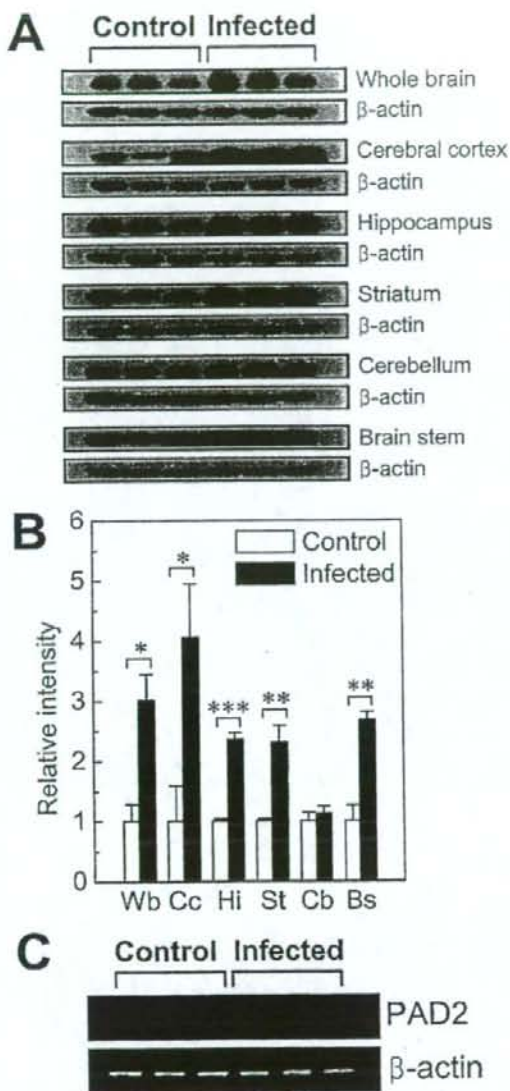 A
Control Infected
Whole brain
β-actin
Cerebral cortex
β-actin
Hippocampus
β-actin
Striatum
β-actin
Cerebellum
β-actin
Brain stem
β-actin
B
6
5
4
3
2
1
0
Relative intensity
Control
Infected
*
*
***
**
**
Wb Cc Hi St Cb Bs
C
Control Infected
PAD2
β-actin